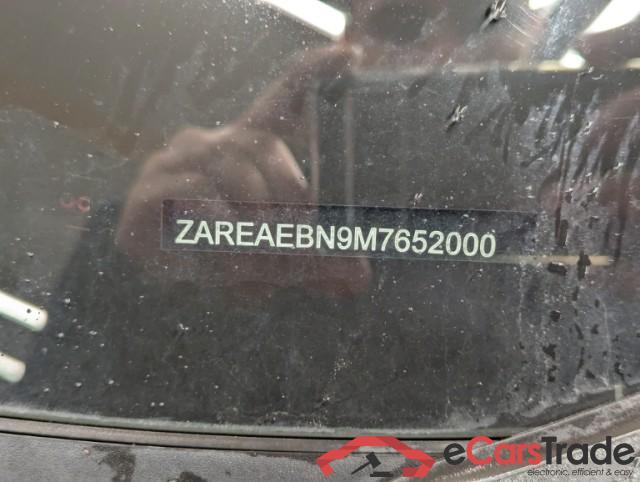 ZAREAEBN9M7652000
eCarsTrade
electronic, efficient & easy